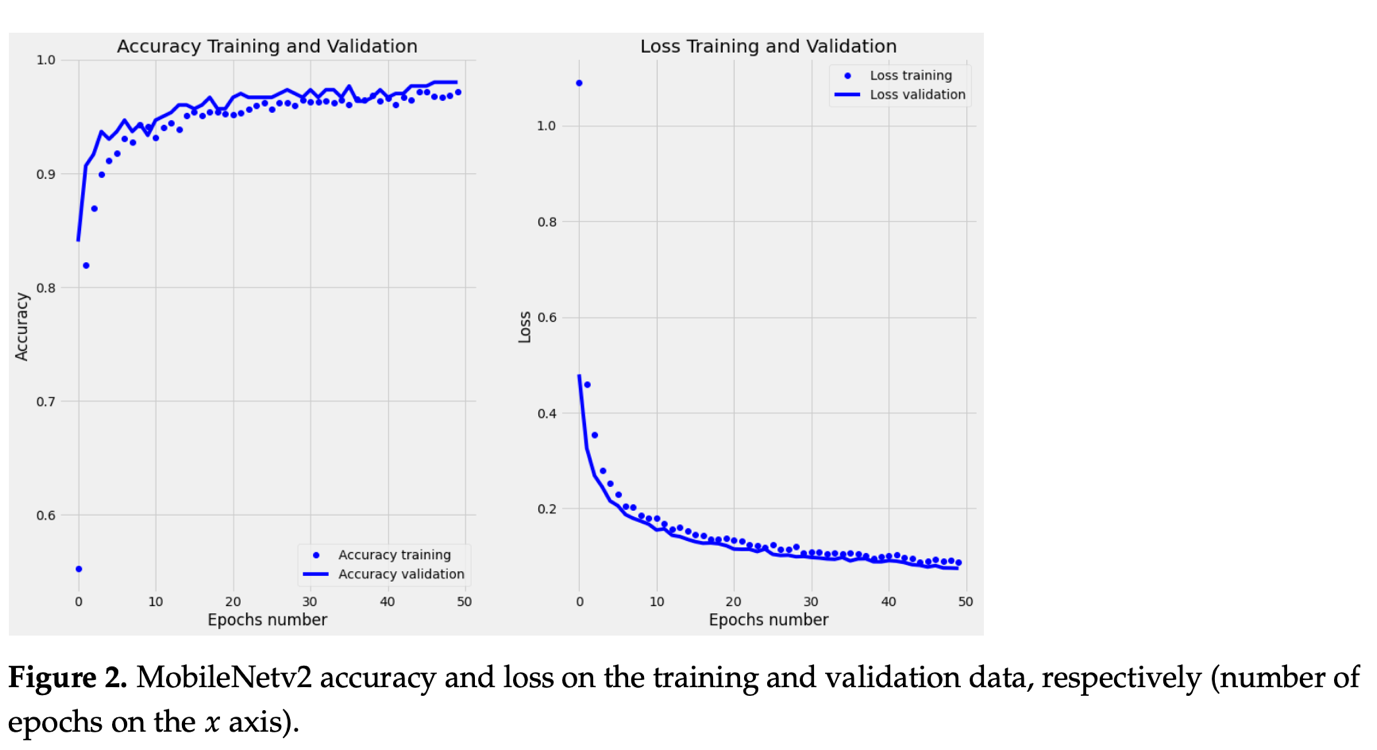 Accuracy Training and Validation
1.0
0.9
0.8
0.7
0.6
Accuracy
Accuracy training
Accuracy validation
0 10 20 30 40 50
Epochs number
Loss Training and Validation
Loss training
Loss validation
1.0
0.8
0.6
0.4
0.2
Loss
0 10 20 30 40 50
Epochs number
Figure 2. MobileNetv2 accuracy and loss on the training and validation data, respectively (number of
epochs on the x axis).